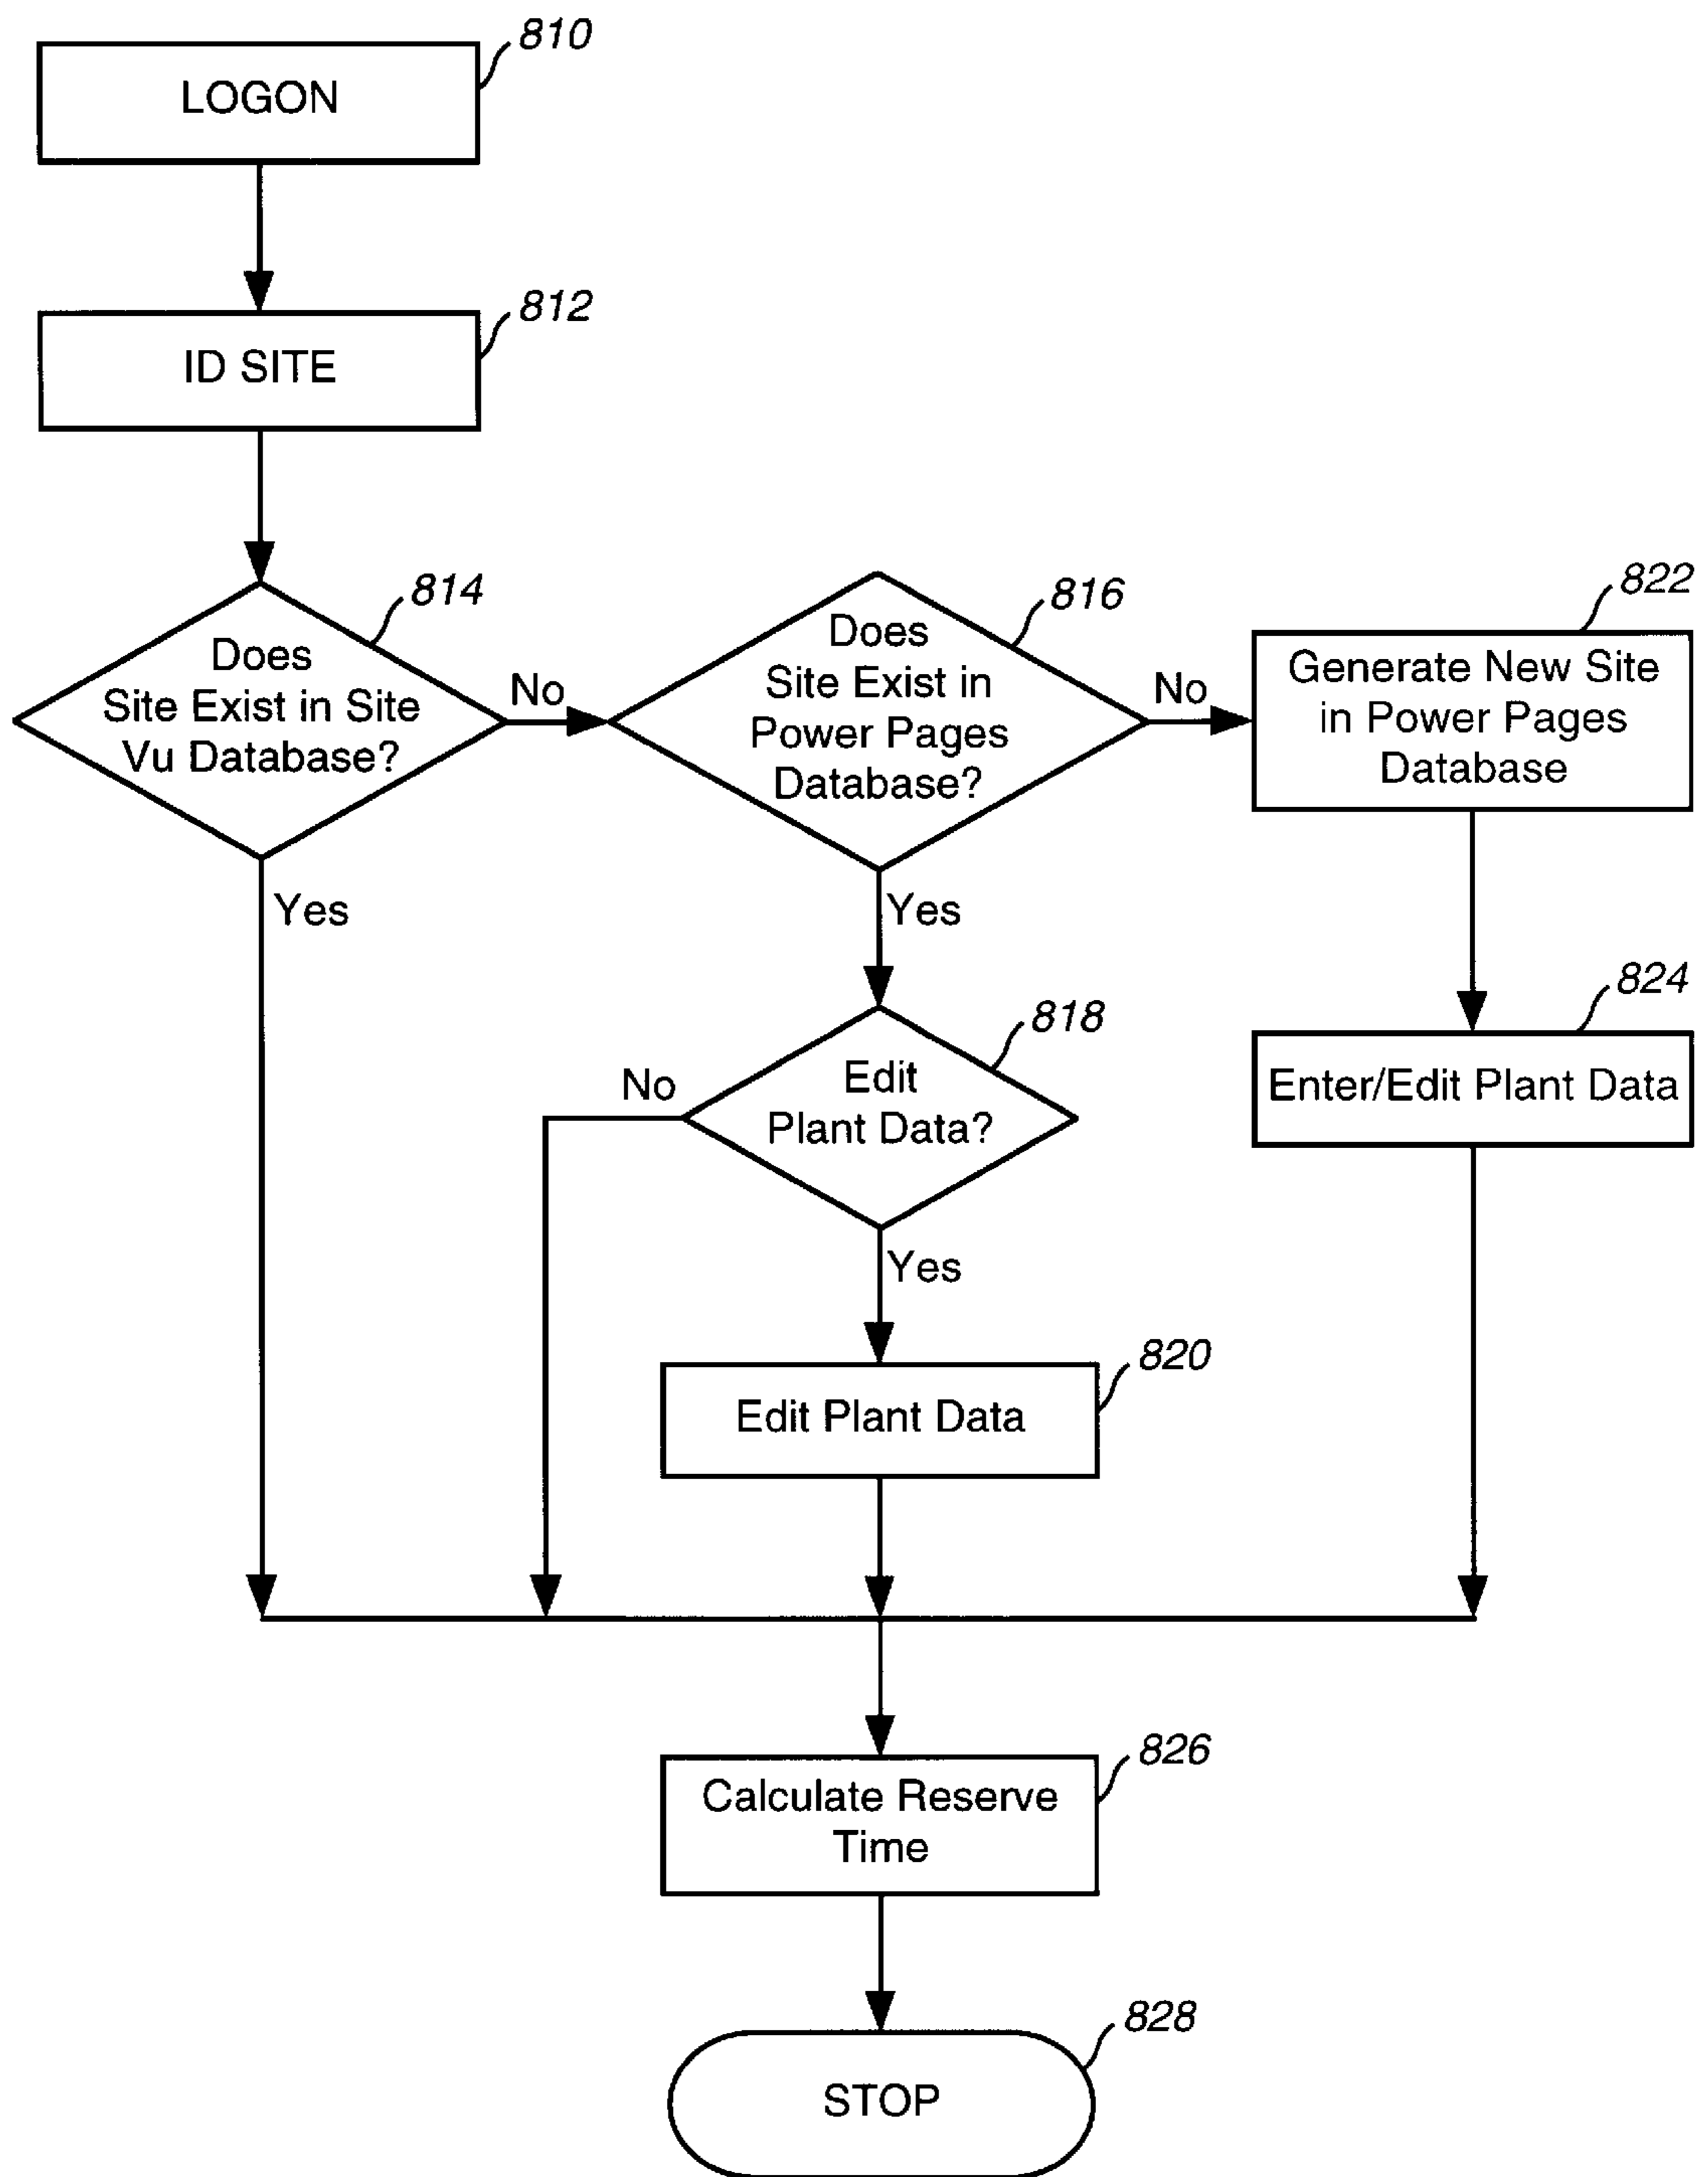 810
LOGON
812
ID SITE
814
Does
Site Exist in Site
Vu Database?
No
Yes
816
Does
Site Exist in
Power Pages
Database?
No
Yes
822
Generate New Site
in Power Pages
Database
818
Edit
Plant Data?
No
Yes
824
Enter/Edit Plant Data
820
Edit Plant Data
826
Calculate Reserve
Time
828
STOP